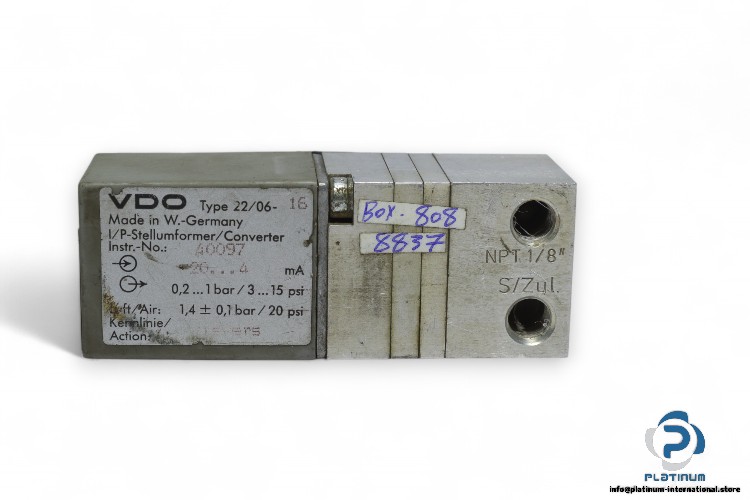 VDO Type 22/06- 16
Made in W.-Germany
I/P-Stellumformer/Converter
Instr.-No.: 40097
20...4 mA
0,2...1 bar/3...15 psi
Luft/Air: 1,4 ± 0,1 bar/20 psi
Kennlinie/
Action:
Box - 808
8837
NPT 1/8"
S/Zyl.
PLATINUM
info@platinum-international.store